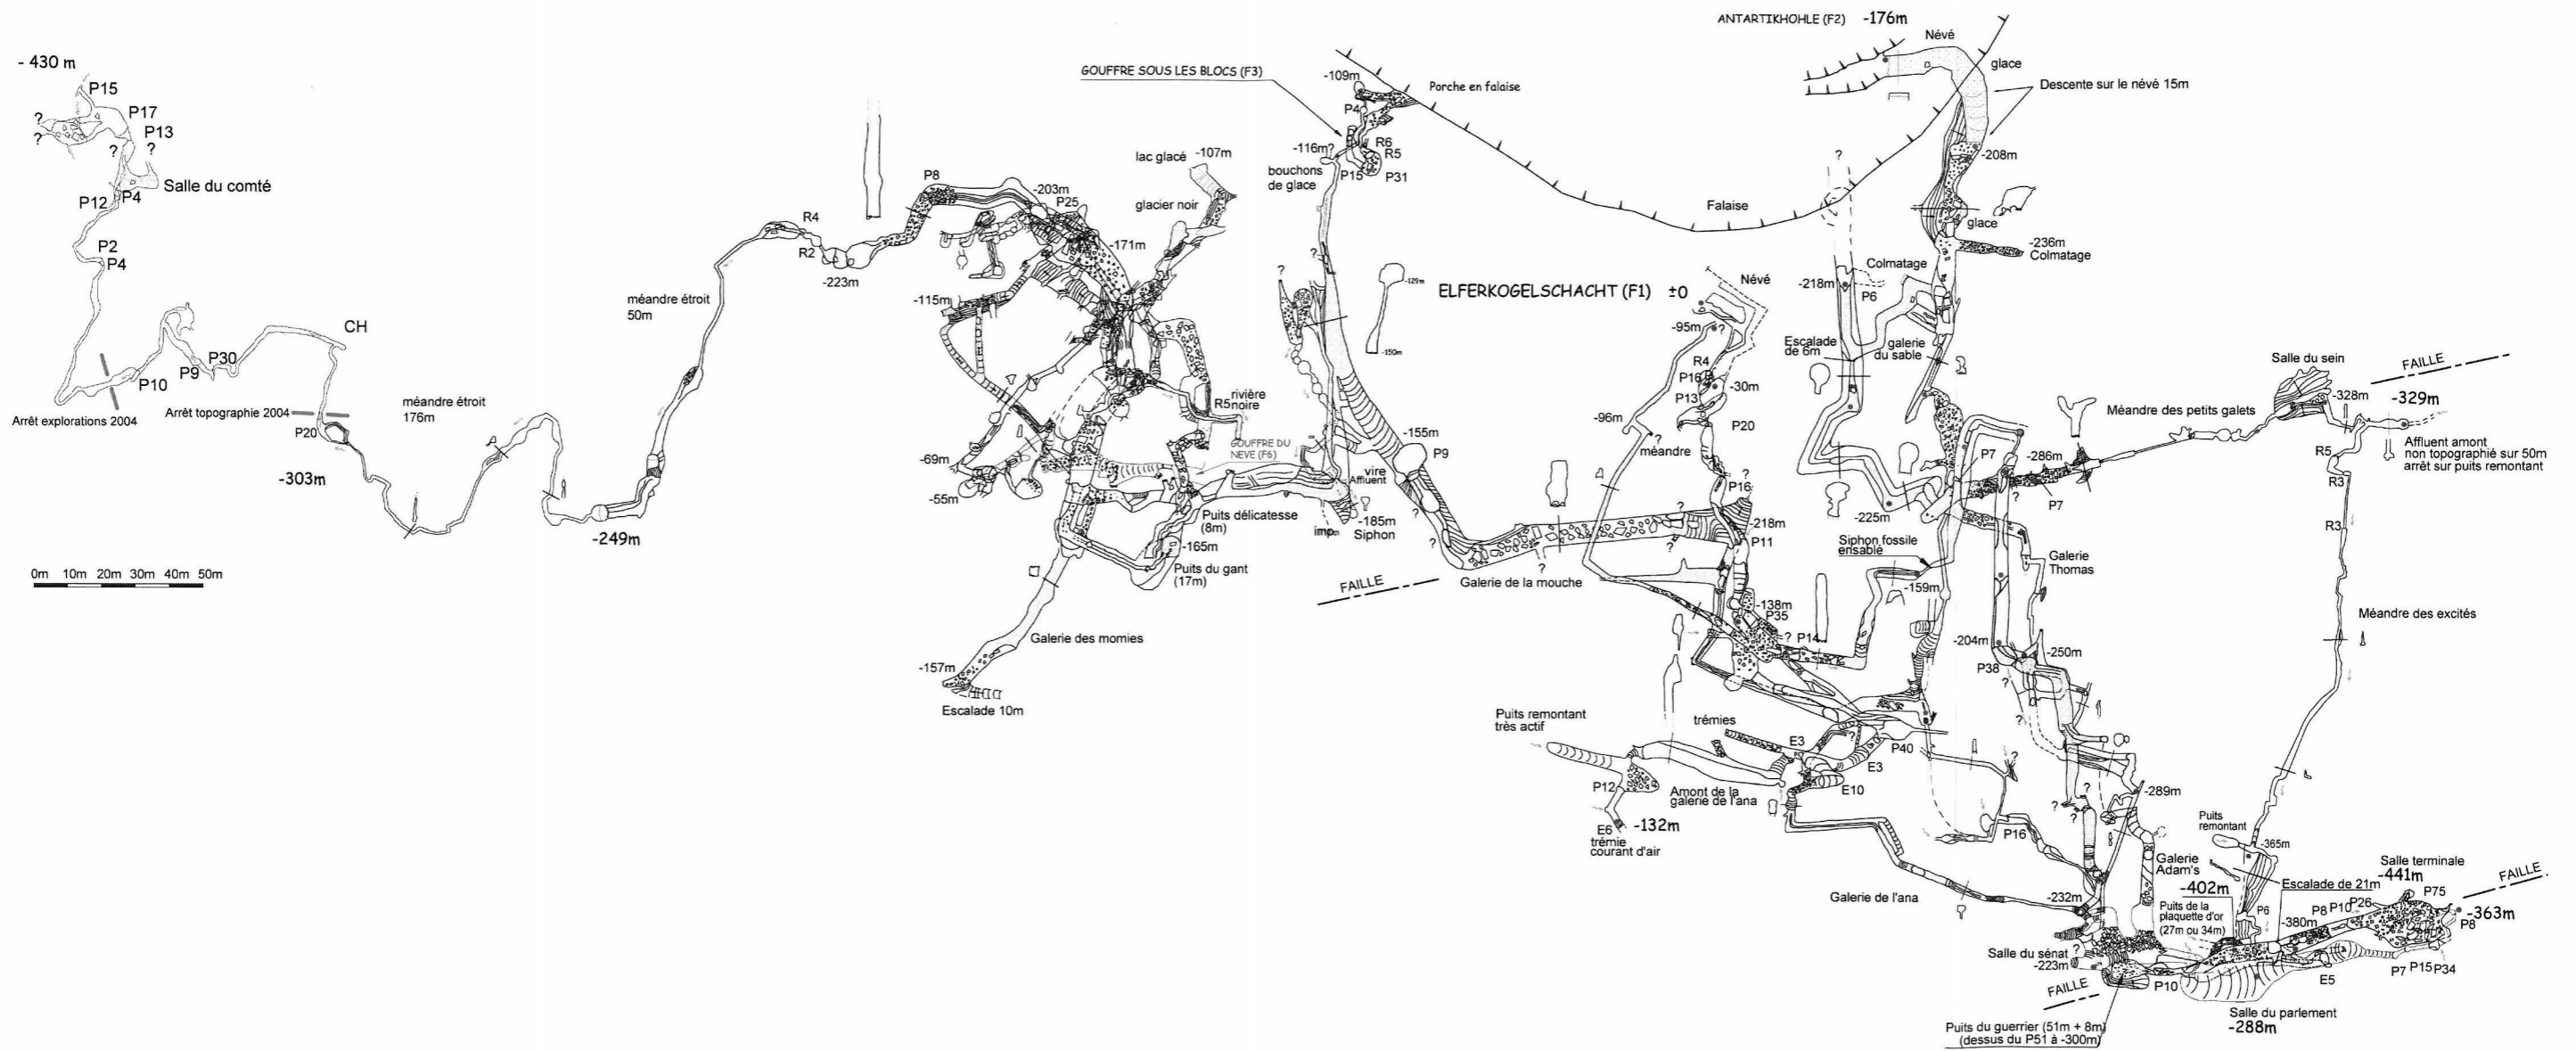 - 430 m
P15
P17
?
?
P13
?
?
Salle du comté
P12
P4
P2
P4
P10
P9
P30
CH
Arrêt explorations 2004
Arrêt topographie 2004
P20
-303m
0m 10m 20m 30m 40m 50m
méandre étroit
176m
-249m
méandre étroit
50m
R4
R2
-223m
P8
-203m
P25
-171m
-115m
-69m
-55m
lac glacé
-107m
glacier noir
R5
rivière
noire
GOUFFRE DU
NEVE (F6)
Puits délicatesse
(8m)
-165m
Puits du gant
(17m)
Galerie des momies
-157m
Escalade 10m
GOUFFRE SOUS LES BLOCS (F3)
-109m
Porche en falaise
P4
R6
R5
-116m?
P15
P31
bouchons
de glace
?
?
-129m
-150m
-155m
P9
vire
Affluent
-185m
Siphon
imp.
?
?
FAILLE
Galerie de la mouche
?
?
?
Falaise
ELFERKOGELSCHACHT (F1) ±0
Névé
-95m
?
R4
P16
-30m
P13
P20
-96m
?
méandre
?
P16
-218m
P11
-138m
P35
?
P14
ANTARTIKHOHLE (F2) -176m
Névé
glace
Descente sur le névé 15m
-208m
glace
-236m
Colmatage
Colmatage
?
-218m
P6
Escalade
de 6m
galerie
du sable
-225m
P7
-286m
?
P7
Siphon fossile
ensablé
-159m
Galerie
Thomas
-204m
P38
-250m
?
?
Méandre des petits galets
Salle du sein
-328m
FAILLE
-329m
Affluent amont
non topographié sur 50m
arrêt sur puits remontant
R5
R3
R3
Méandre des excités
Puits remontant
très actif
trémies
E3
?
P40
E3
E10
P12
Amont de la
galerie de l'ana
E6
-132m
trémie
courant d'air
?
P16
?
?
?
-289m
Galerie
Adam's
Galerie de l'ana
-232m
Puits
remontant
-365m
Escalade de 21m
-402m
Puits de la
plaquette d'or
(27m ou 34m)
P6
-380m
P8
P10
P26
Salle terminale
-441m
P75
FAILLE
-363m
P8
Salle du sénat
-223m
?
P10
E5
P7
P15
P34
FAILLE
Salle du parlement
-288m
Puits du guerrier (51m + 8m)
(dessus du P51 à -300m)